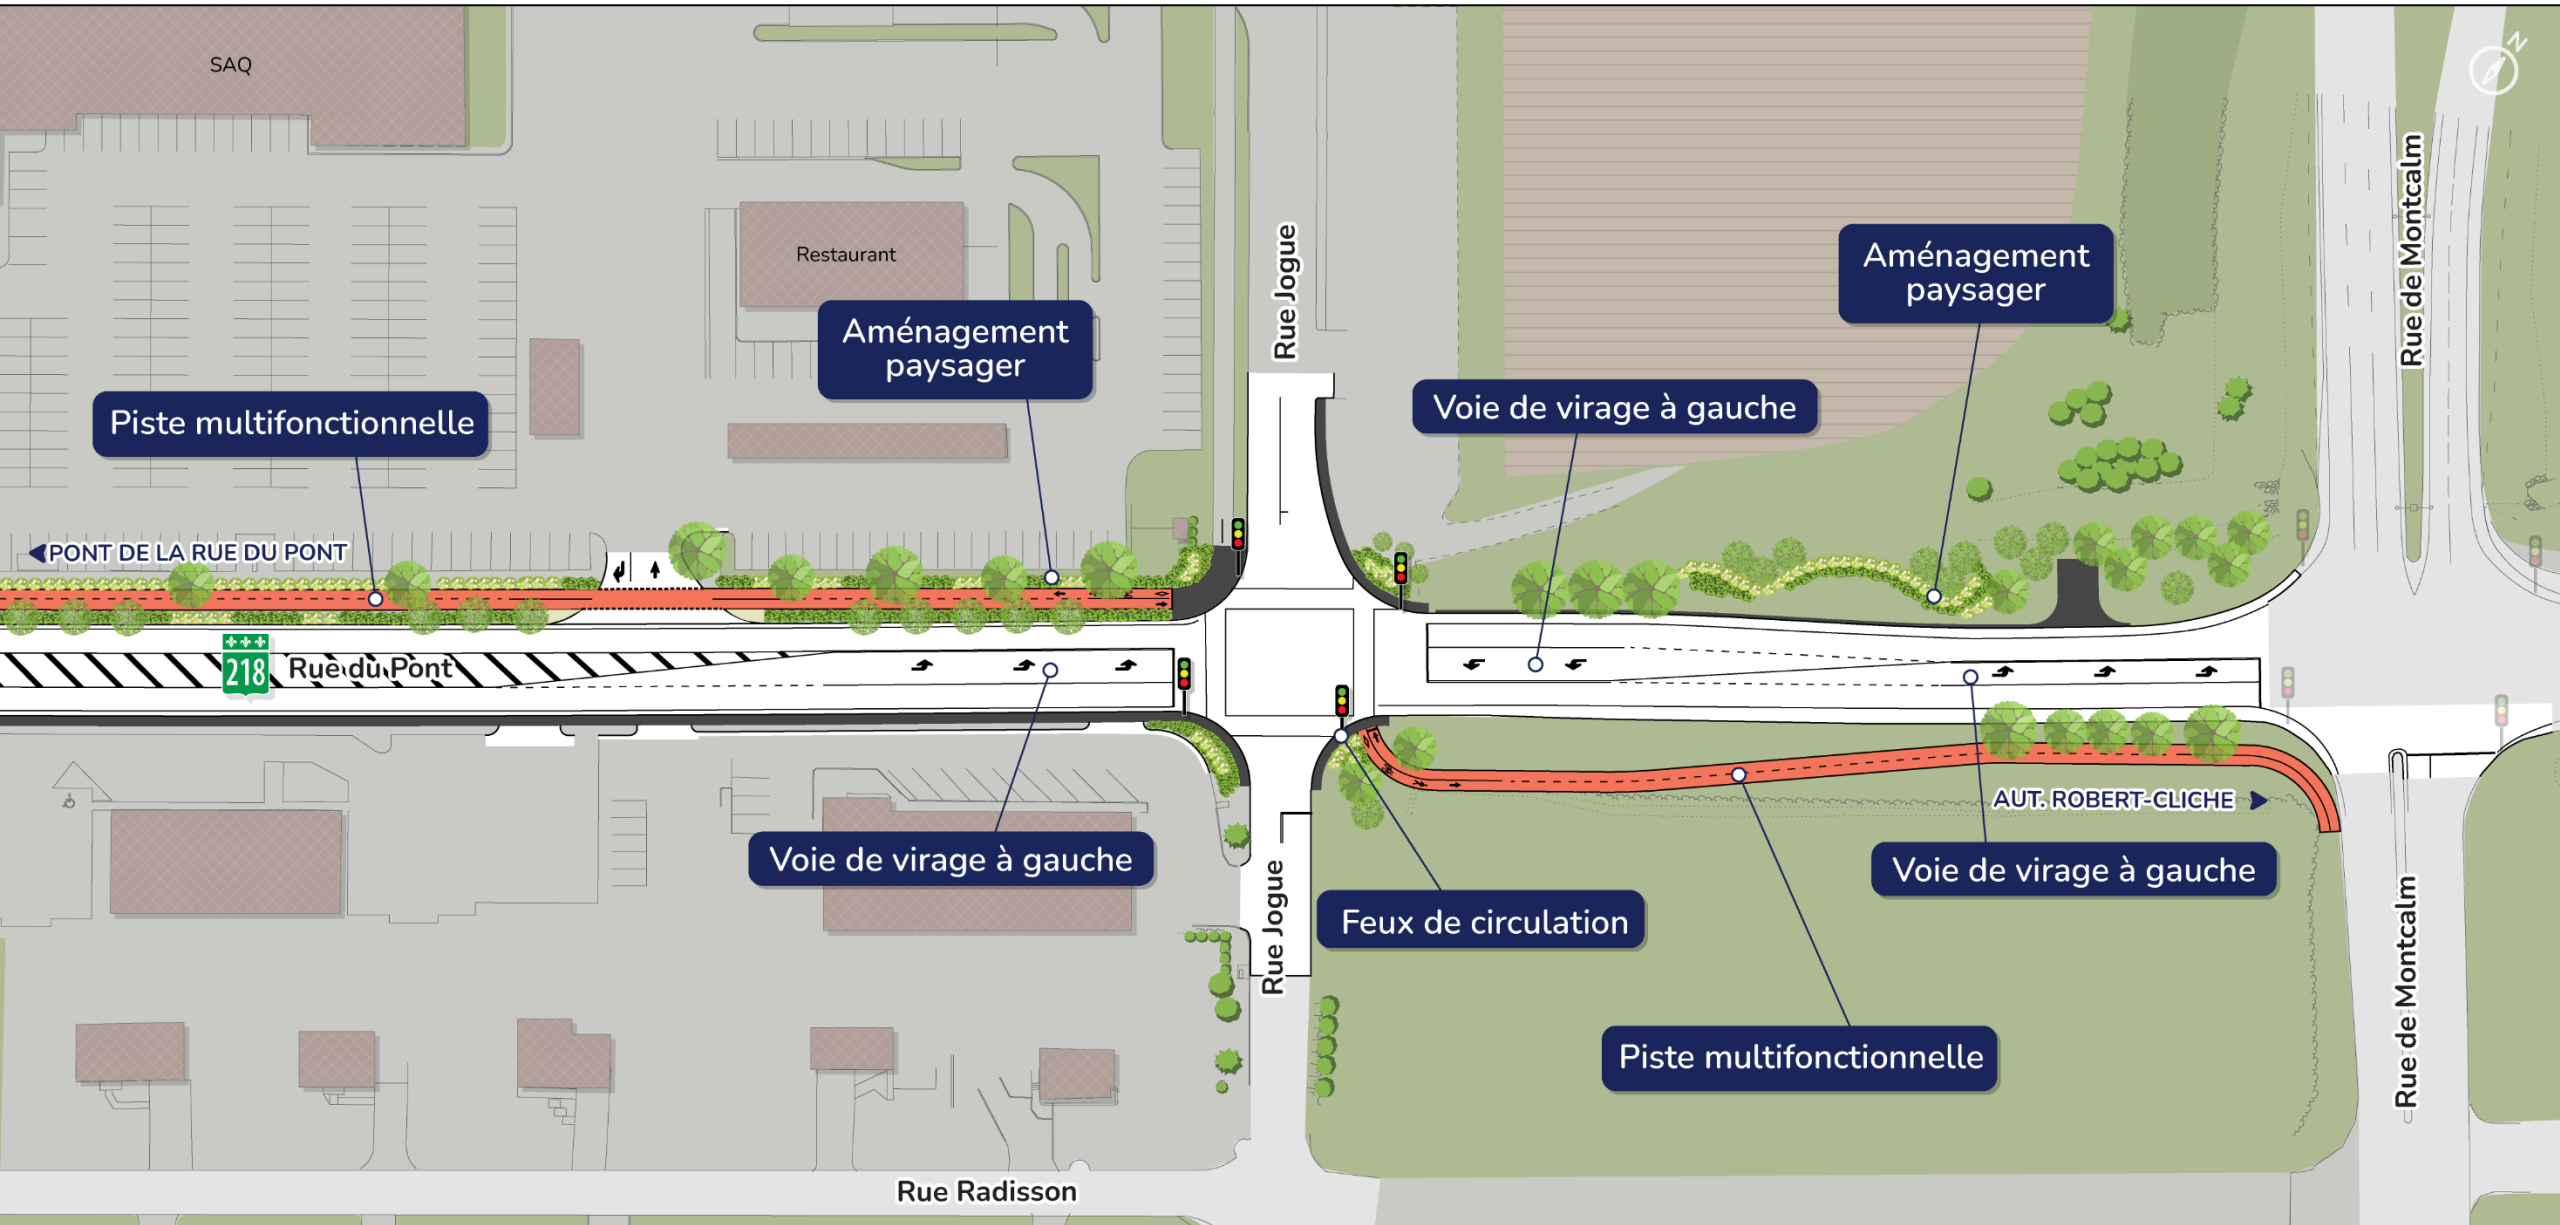 SAQ
N
Rue de Montcalm
Rue Jogue
Restaurant
Aménagement
paysager
Aménagement
paysager
Voie de virage à gauche
Piste multifonctionnelle
PONT DE LA RUE DU PONT
218
Rue du Pont
AUT. ROBERT-CLICHE
Voie de virage à gauche
Voie de virage à gauche
Feux de circulation
Rue Jogue
Rue de Montcalm
Piste multifonctionnelle
Rue Radisson